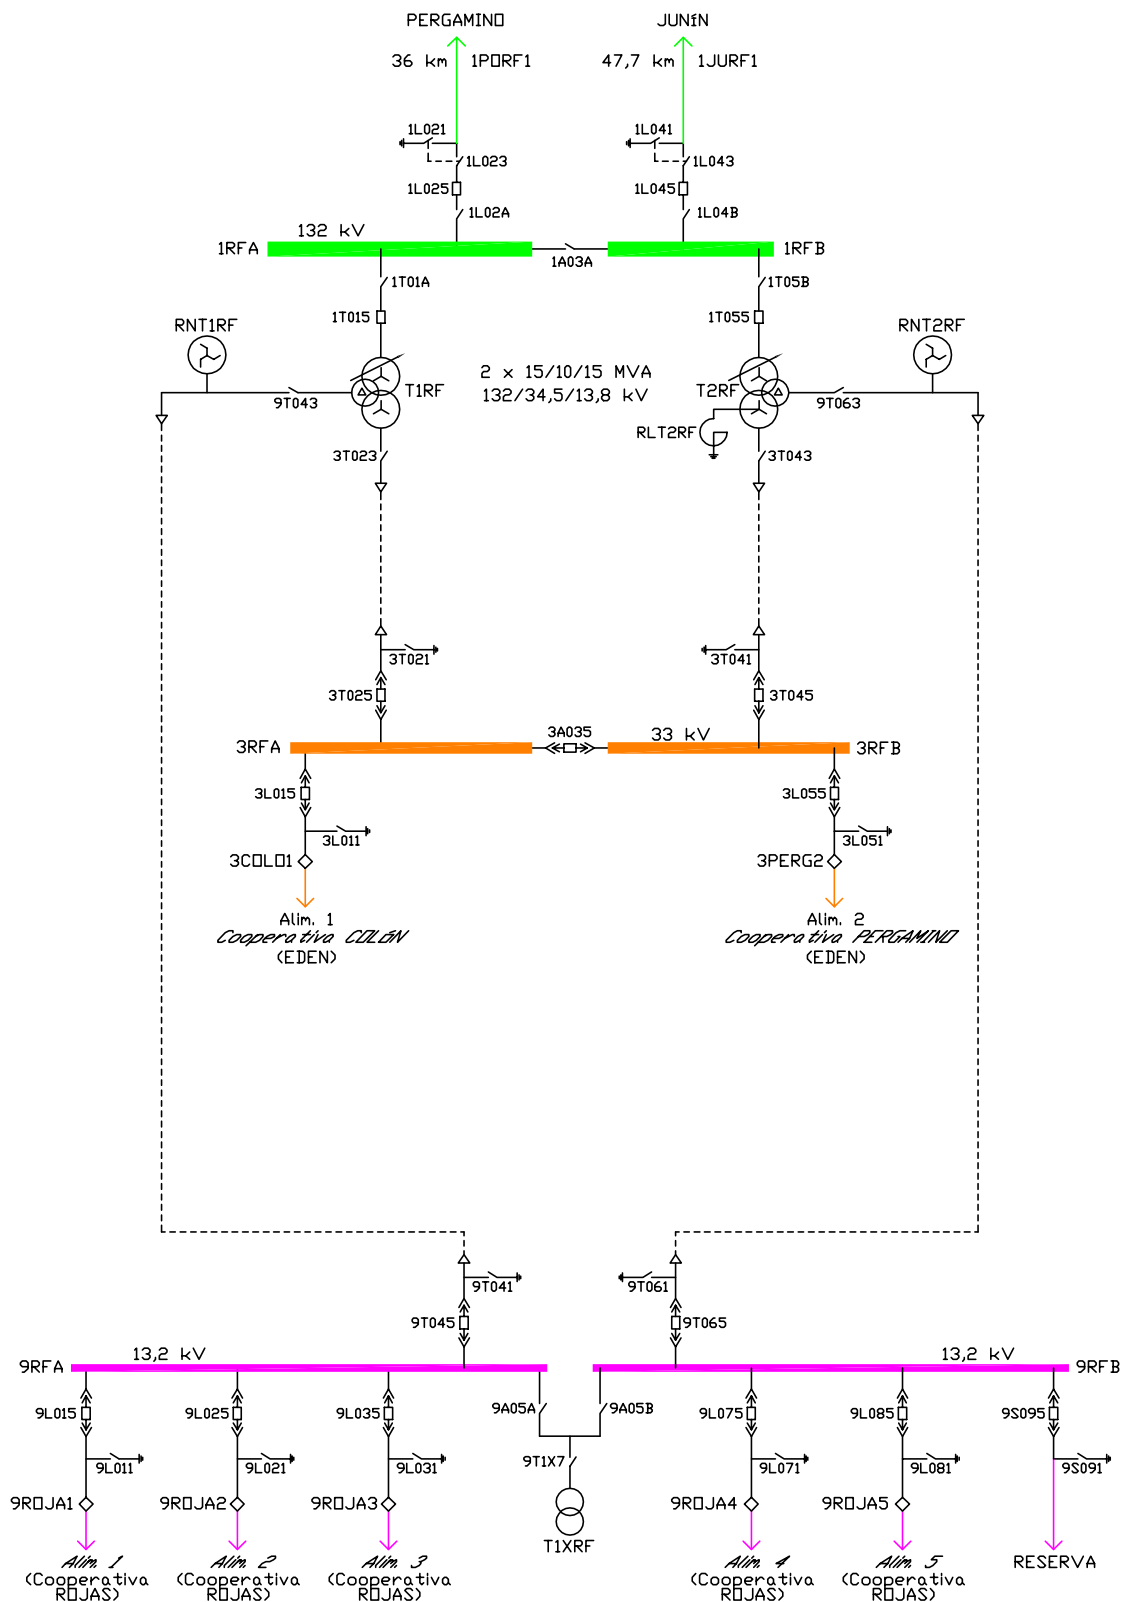 PERGAMINO
JUNíN
36 km
1PORF1
47,7 km
1JURF1
1L021
1L041
1L023
1L043
1L025
1L045
1L02A
1L04B
132 kV
1RFA
1RFB
1A03A
1T01A
1T05B
1T015
1T055
RNT1RF
RNT2RF
2 x 15/10/15 MVA
132/34,5/13,8 kV
T1RF
T2RF
9T043
9T063
RLT2RF
3T023
3T043
3T021
3T041
3T025
3T045
3A035
33 kV
3RFA
3RFB
3L015
3L055
3L011
3L051
3COLO1
3PERG2
Alim. 1
Cooperativa COLóN
(EDEN)
Alim. 2
Cooperativa PERGAMINO
(EDEN)
9T041
9T061
9T045
9T065
13,2 kV
13,2 kV
9RFA
9RFB
9L015
9L025
9L035
9A05A
9A05B
9L075
9L085
9S095
9L011
9L021
9L031
9T1X7
9L071
9L081
9S091
9ROJA1
9ROJA2
9ROJA3
9ROJA4
9ROJA5
T1XRF
Alim. 1
(Cooperativa
ROJAS)
Alim. 2
(Cooperativa
ROJAS)
Alim. 3
(Cooperativa
ROJAS)
Alim. 4
(Cooperativa
ROJAS)
Alim. 5
(Cooperativa
ROJAS)
RESERVA